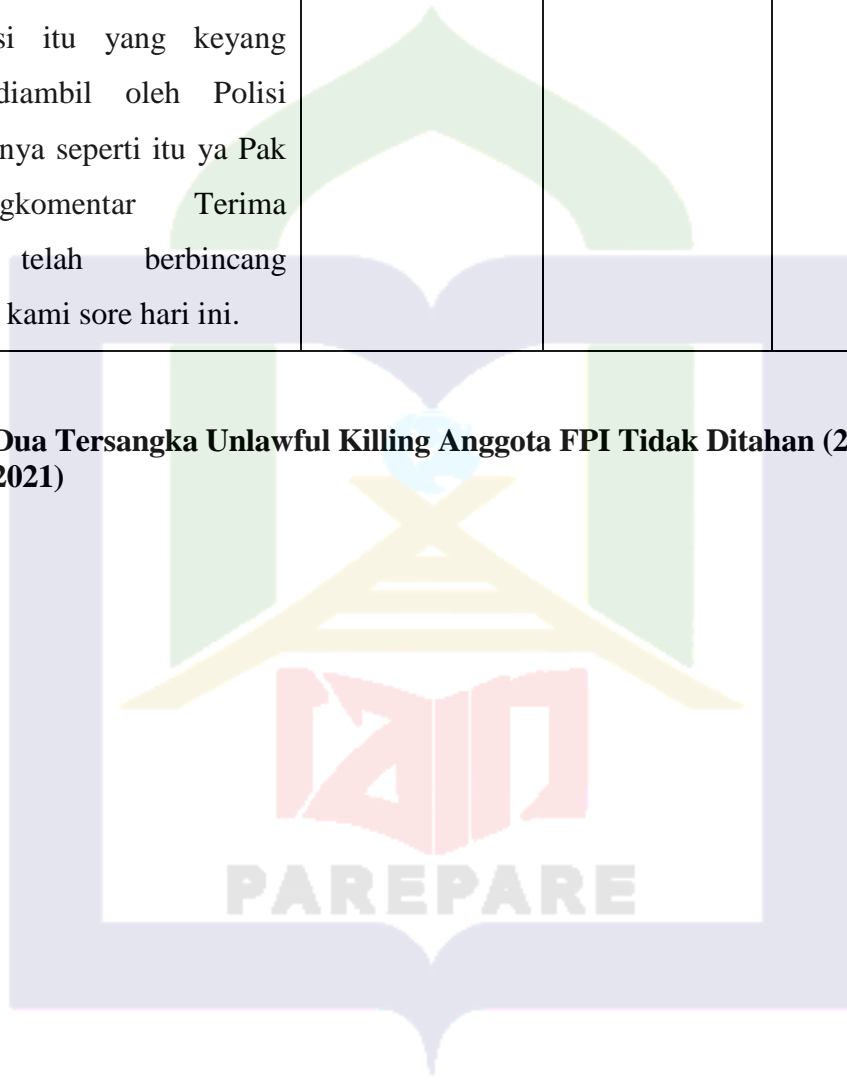 si itu yang keyang
diambil oleh Polisi
nya seperti itu ya Pak
gkomentar Terima
telah berbincang
kami sore hari ini.
Dua Tersangka Unlawful Killing Anggota FPI Tidak Ditahan (2
2021)
PAREPARE